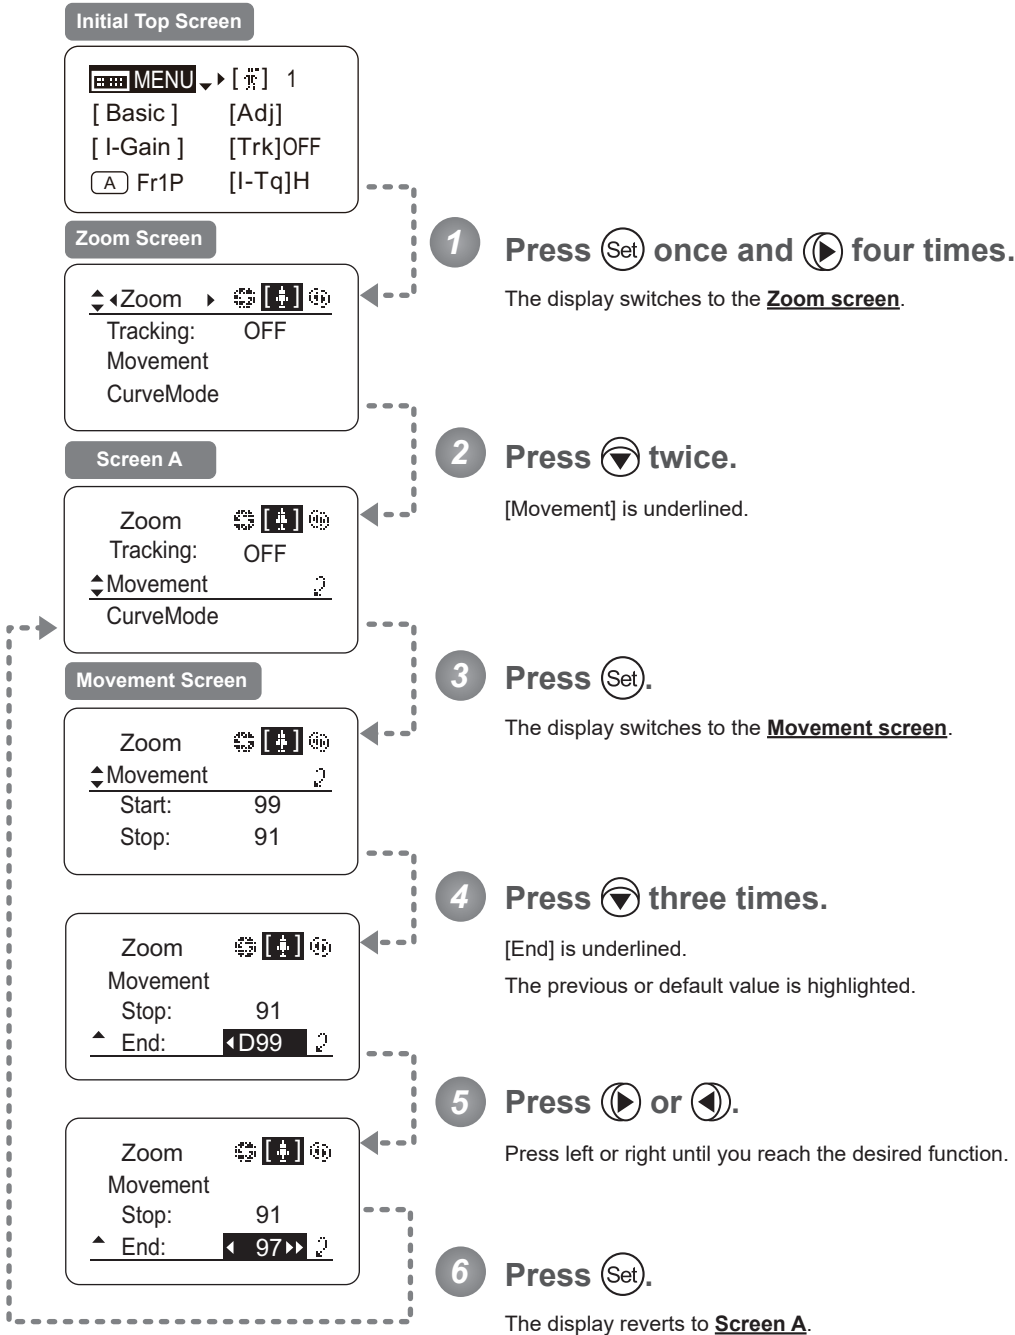 Initial Top Screen
MENU [ ] 1
[ Basic ] [Adj]
[ I-Gain ] [Trk]OFF
A Fr1P [I-Tq]H
Zoom Screen
1 Press Set once and four times.
The display switches to the Zoom screen.
Zoom [ ]
Tracking: OFF
Movement
CurveMode
Screen A
2 Press twice.
[Movement] is underlined.
Zoom [ ]
Tracking: OFF
Movement
CurveMode
Movement Screen
3 Press Set.
The display switches to the Movement screen.
Zoom [ ]
Movement
Start: 99
Stop: 91
4 Press three times.
[End] is underlined.
The previous or default value is highlighted.
Zoom [ ]
Movement
Stop: 91
End: D99
5 Press or .
Press left or right until you reach the desired function.
Zoom [ ]
Movement
Stop: 91
End: 97
6 Press Set.
The display reverts to Screen A.